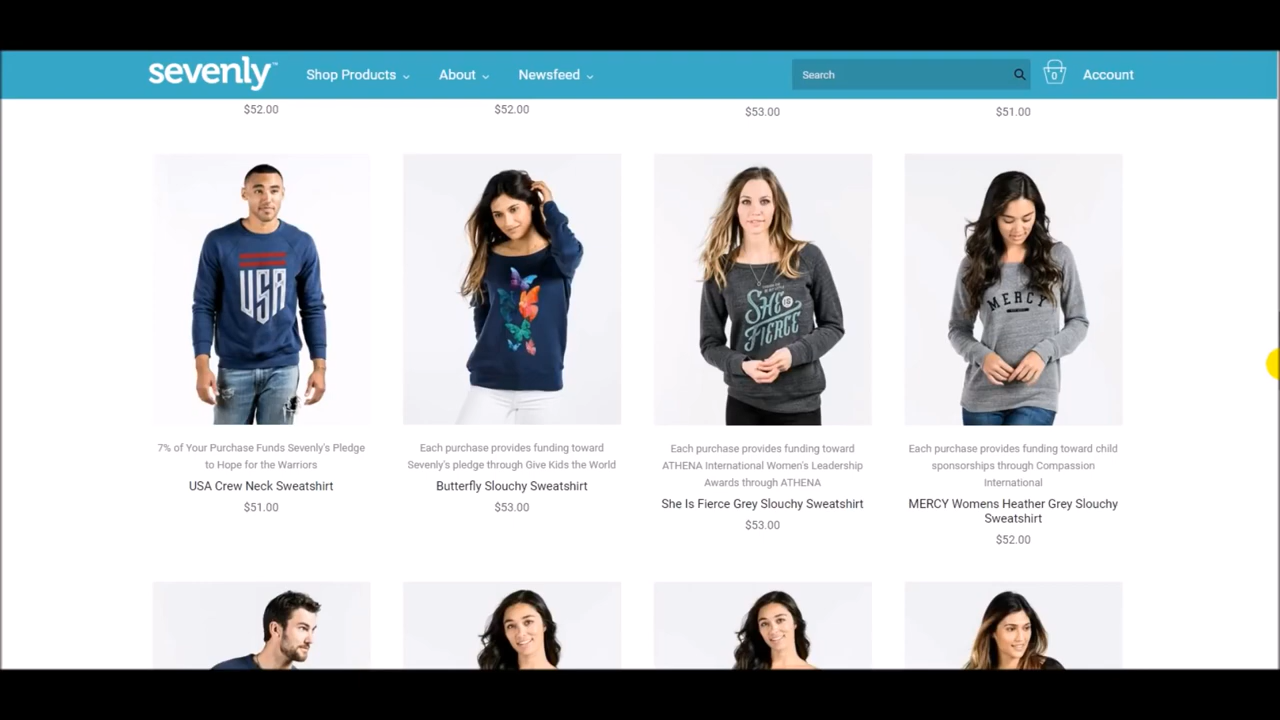 sevenly™
Shop Products
About
Newsfeed
Search
0
Account
$52.00
$52.00
$53.00
$51.00
USA
SHE IS
FIERCE
MERCY
7% of Your Purchase Funds Sevenly's Pledge
to Hope for the Warriors
USA Crew Neck Sweatshirt
$51.00
Each purchase provides funding toward
Sevenly's pledge through Give Kids the World
Butterfly Slouchy Sweatshirt
$53.00
Each purchase provides funding toward
ATHENA International Women's Leadership
Awards through ATHENA
She Is Fierce Grey Slouchy Sweatshirt
$53.00
Each purchase provides funding toward child
sponsorships through Compassion
International
MERCY Womens Heather Grey Slouchy
Sweatshirt
$52.00